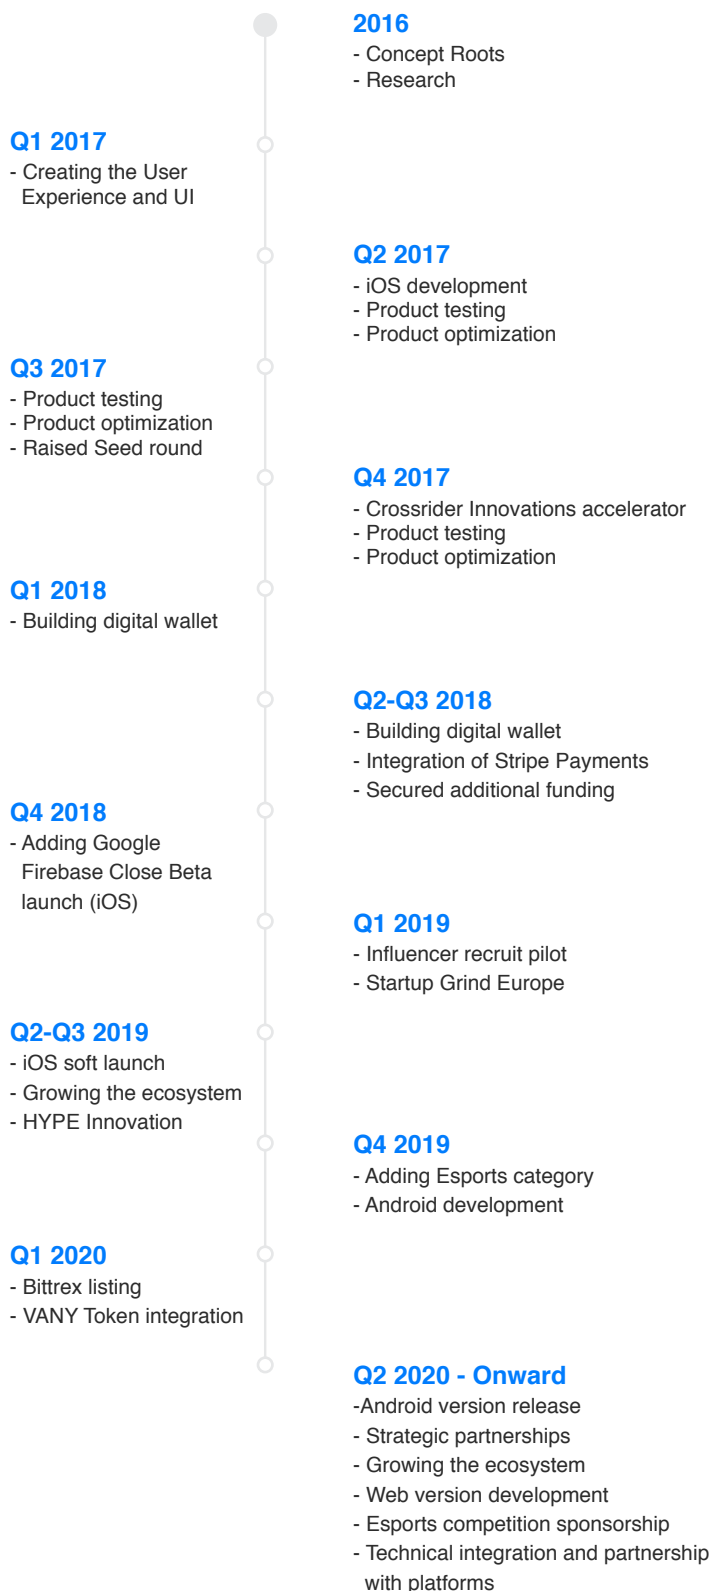 2016
- Concept Roots
- Research
Q1 2017
- Creating the User
Experience and UI
Q2 2017
- iOS development
- Product testing
- Product optimization
Q3 2017
- Product testing
- Product optimization
- Raised Seed round
Q4 2017
- Crossrider Innovations accelerator
- Product testing
- Product optimization
Q1 2018
- Building digital wallet
Q2-Q3 2018
- Building digital wallet
- Integration of Stripe Payments
- Secured additional funding
Q4 2018
- Adding Google
Firebase Close Beta
launch (iOS)
Q1 2019
- Influencer recruit pilot
- Startup Grind Europe
Q2-Q3 2019
- iOS soft launch
- Growing the ecosystem
- HYPE Innovation
Q4 2019
- Adding Esports category
- Android development
Q1 2020
- Bittrex listing
- VANY Token integration
Q2 2020 - Onward
-Android version release
- Strategic partnerships
- Growing the ecosystem
- Web version development
- Esports competition sponsorship
- Technical integration and partnership
with platforms